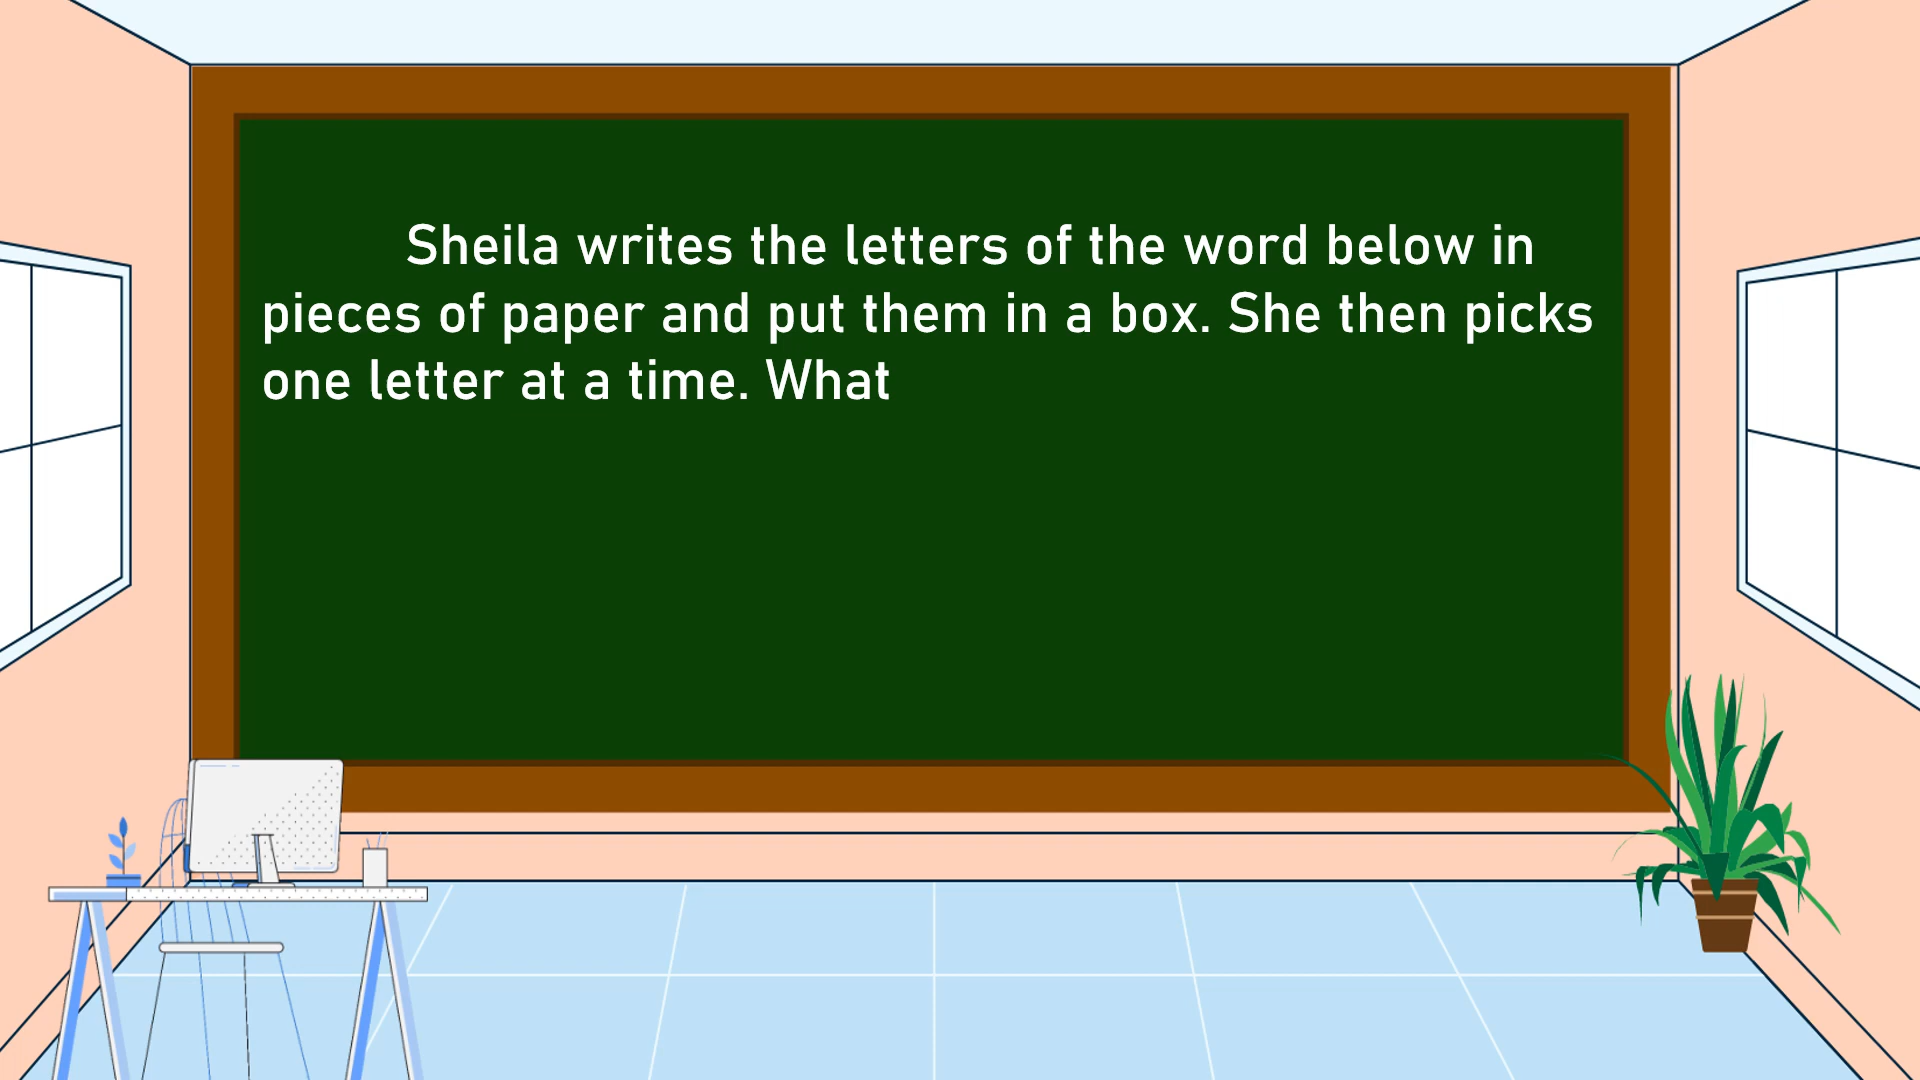 Sheila writes the letters of the word below in
pieces of paper and put them in a box. She then picks
one letter at a time. What